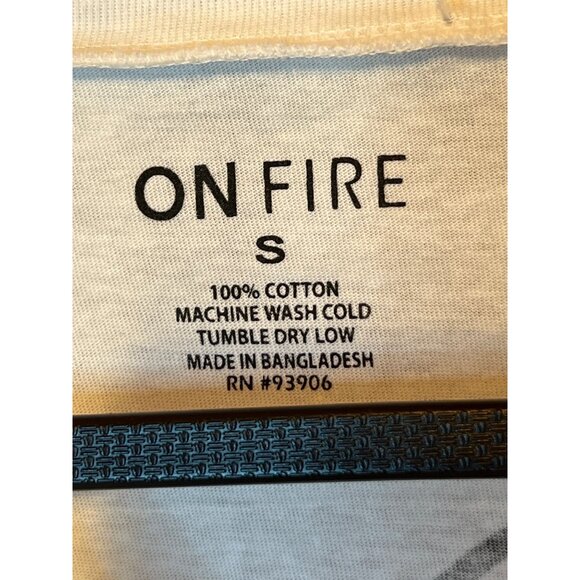 ON FIRE
S
100% COTTON
MACHINE WASH COLD
TUMBLE DRY LOW
MADE IN BANGLADESH
RN #93906